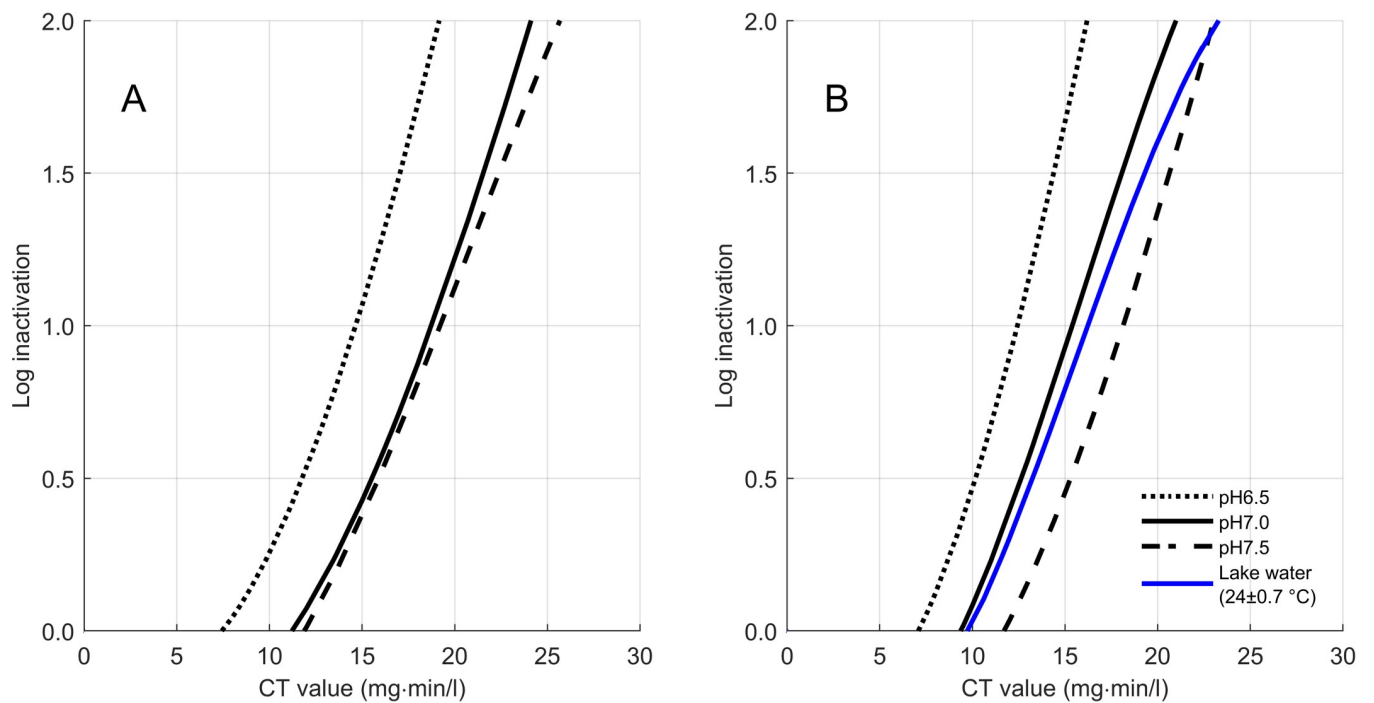 A
2.0
1.5
1.0
0.5
0.0
Log inactivation
0 5 10 15 20 25 30
CT value (mg·min/l)
B
2.0
1.5
1.0
0.5
0.0
Log inactivation
pH6.5
pH7.0
pH7.5
Lake water
(24±0.7 °C)
0 5 10 15 20 25 30
CT value (mg·min/l)